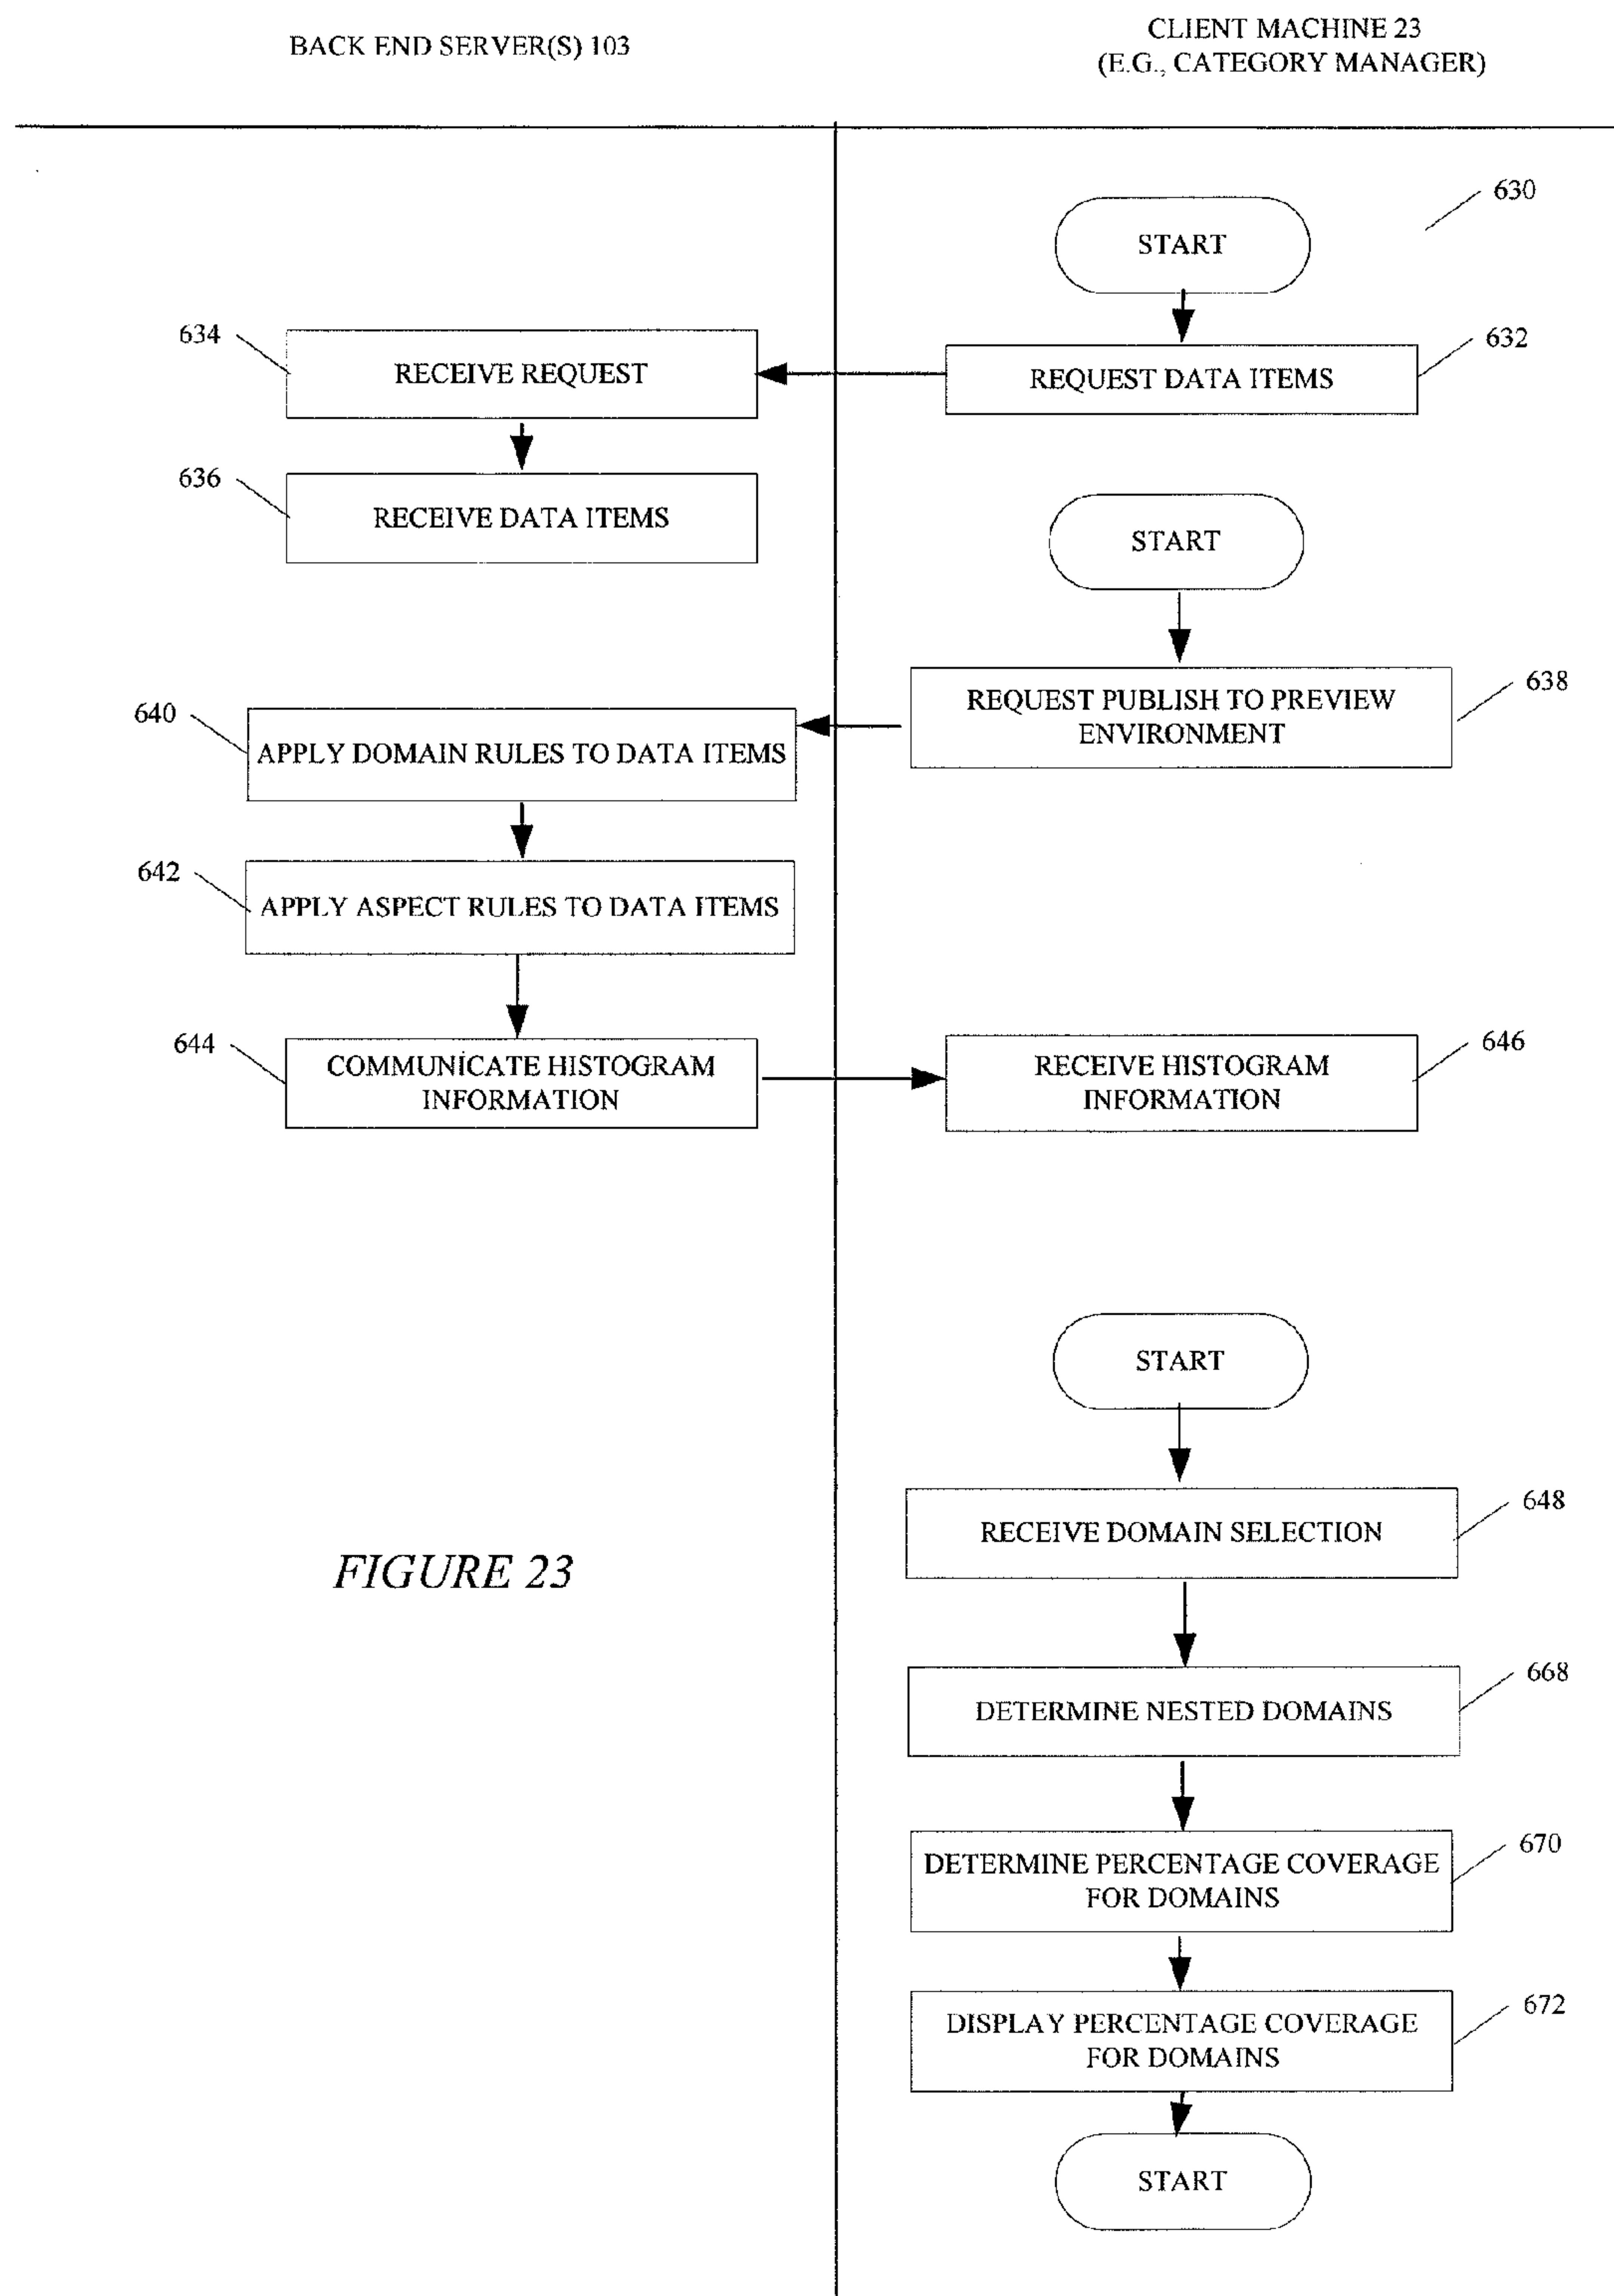 BACK END SERVER(S) 103
CLIENT MACHINE 23
(E.G., CATEGORY MANAGER)
630
START
632
REQUEST DATA ITEMS
634
RECEIVE REQUEST
636
RECEIVE DATA ITEMS
START
638
REQUEST PUBLISH TO PREVIEW
ENVIRONMENT
640
APPLY DOMAIN RULES TO DATA ITEMS
642
APPLY ASPECT RULES TO DATA ITEMS
644
COMMUNICATE HISTOGRAM
INFORMATION
646
RECEIVE HISTOGRAM
INFORMATION
START
648
RECEIVE DOMAIN SELECTION
FIGURE 23
668
DETERMINE NESTED DOMAINS
670
DETERMINE PERCENTAGE COVERAGE
FOR DOMAINS
672
DISPLAY PERCENTAGE COVERAGE
FOR DOMAINS
START